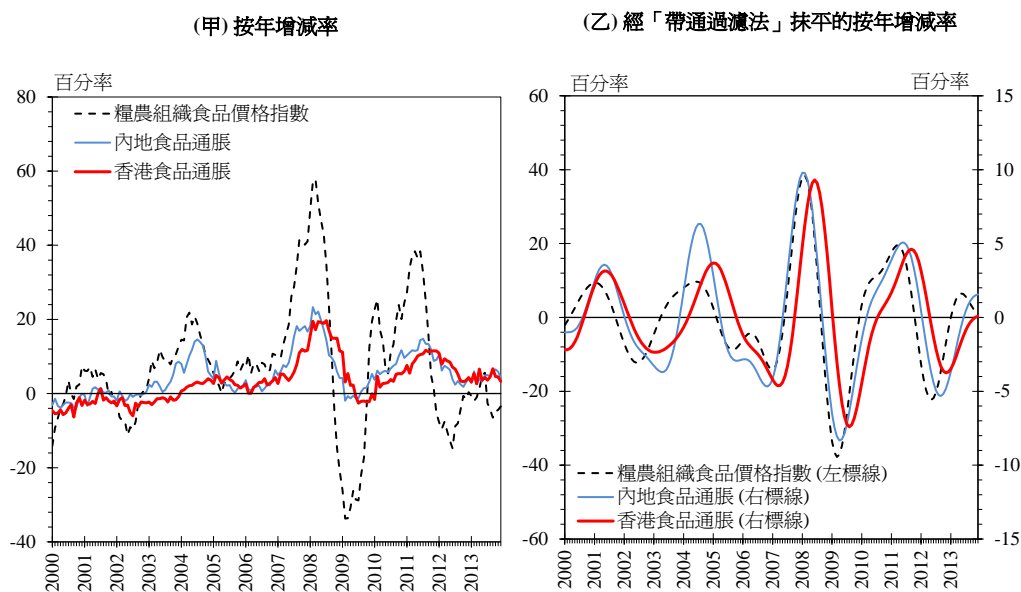 (甲) 按年增減率
百分率
80
60
40
20
0
-20
-40
糧農組織食品價格指數
內地食品通脹
香港食品通脹
2000 2001 2002 2003 2004 2005 2006 2007 2008 2009 2010 2011 2012 2013
(乙) 經「帶通過濾法」抹平的按年增減率
百分率 百分率
60 15
40 10
20 5
0 0
-20 -5
-40 -10
-60 -15
糧農組織食品價格指數 (左標線)
內地食品通脹 (右標線)
香港食品通脹 (右標線)
2000 2001 2002 2003 2004 2005 2006 2007 2008 2009 2010 2011 2012 2013